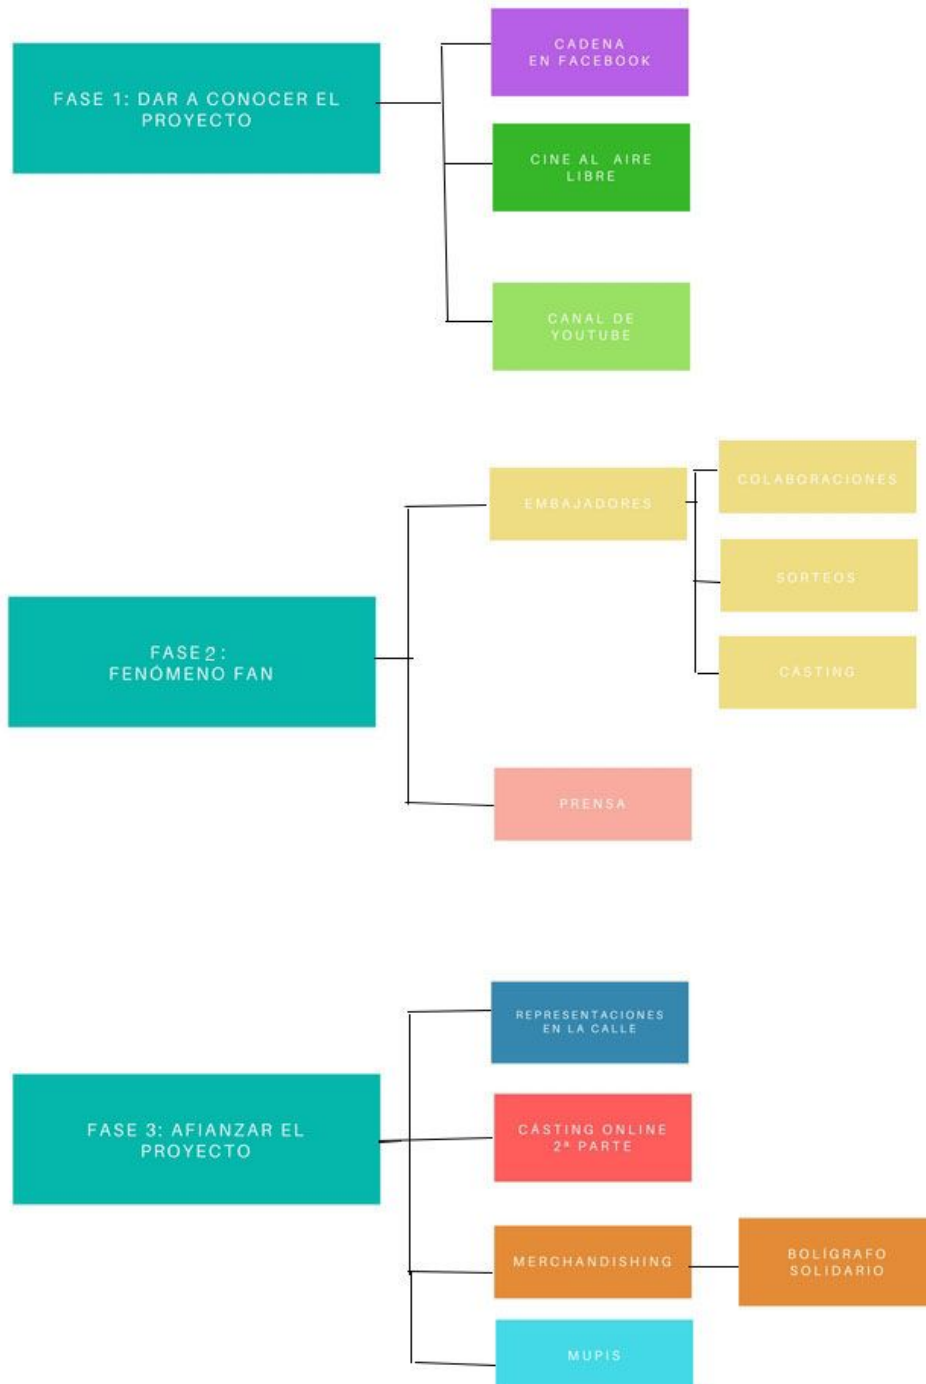 FASE 1: DAR A CONOCER EL
PROYECTO
CADENA
EN FACEBOOK
CINE AL AIRE
LIBRE
CANAL DE
YOUTUBE
FASE 2:
FENÓMENO FAN
EMBAJADORES
COLABORACIONES
SORTEOS
CASTING
PRENSA
FASE 3: AFIANZAR EL
PROYECTO
REPRESENTACIONES
EN LA CALLE
CÁSTING ONLINE
2ª PARTE
MERCHANDISHING
BOLÍGRAFO
SOLIDARIO
MUPIS